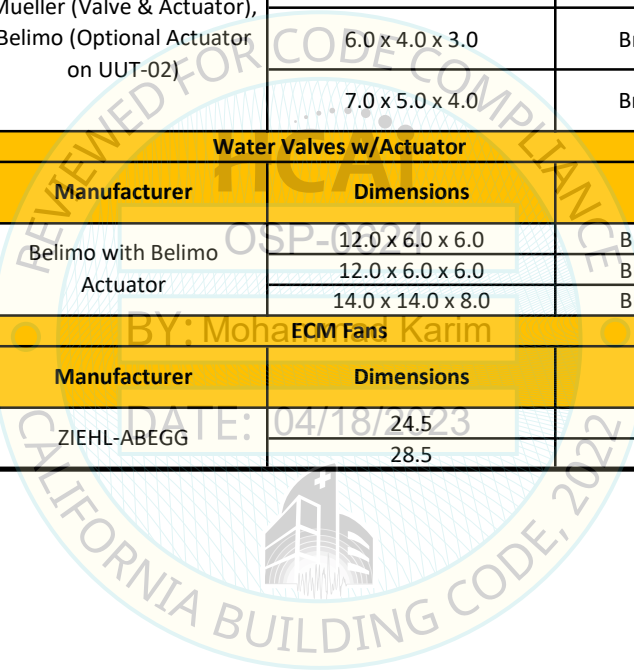 Mueller (Valve & Actuator),
Belimo (Optional Actuator
on UUT-02)
6.0 x 4.0 x 3.0
7.0 x 5.0 x 4.0
Water Valves w/Actuator
Manufacturer Dimensions
Belimo with Belimo
Actuator
12.0 x 6.0 x 6.0
12.0 x 6.0 x 6.0
14.0 x 14.0 x 8.0
ECM Fans
Manufacturer Dimensions
ZIEHL-ABEGG
24.5
28.5
REVIEWED FOR CODE COMPLIANCE
HCAi
BY: Mohammad Karim
DATE: 04/18/2023
CALIFORNIA BUILDING CODE, 2022